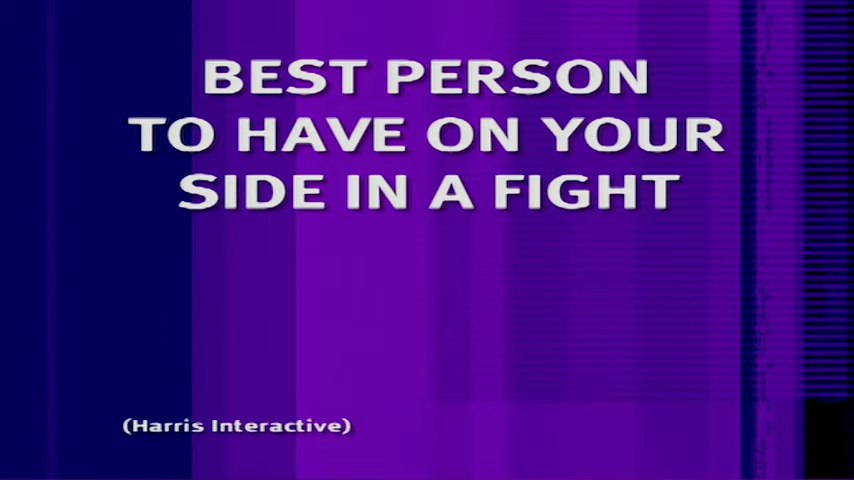 BEST PERSON
TO HAVE ON YOUR
SIDE IN A FIGHT
(Harris Interactive)